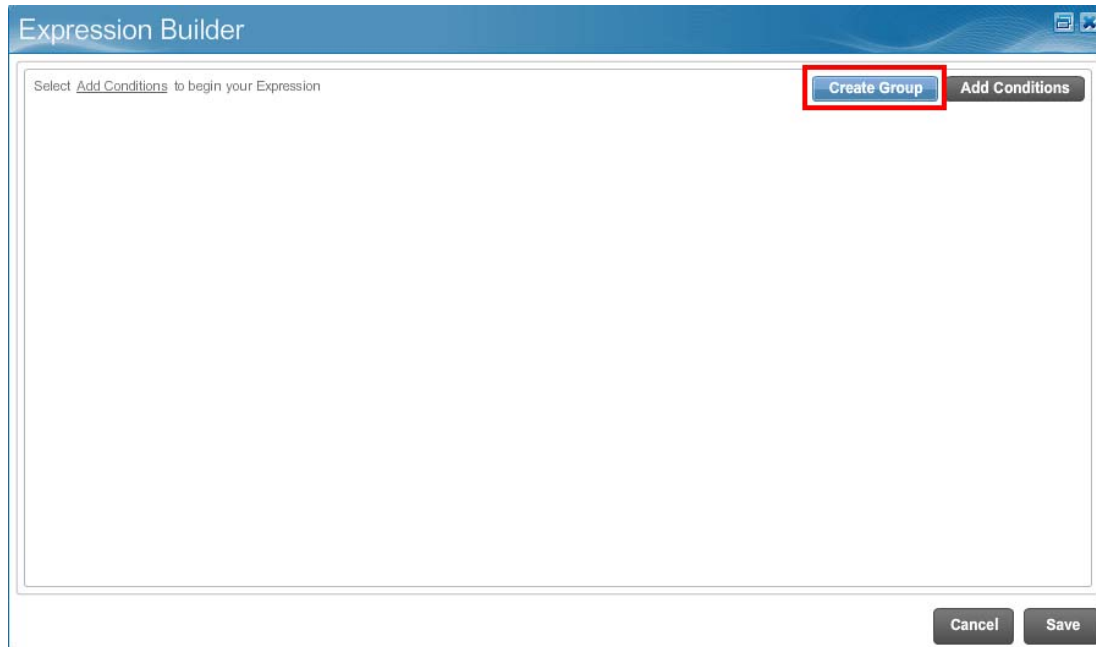 Expression Builder
Select Add Conditions to begin your Expression
Create Group
Add Conditions
Cancel
Save